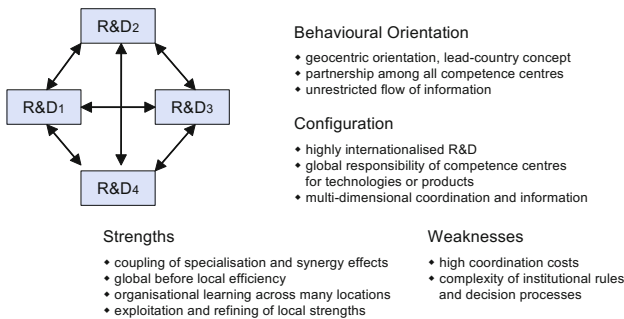 R&D2
R&D1
R&D3
R&D4
Behavioural Orientation
◆ geocentric orientation, lead-country concept
◆ partnership among all competence centres
◆ unrestricted flow of information
Configuration
◆ highly internationalised R&D
◆ global responsibility of competence centres
for technologies or products
◆ multi-dimensional coordination and information
Strengths
◆ coupling of specialisation and synergy effects
◆ global before local efficiency
◆ organisational learning across many locations
◆ exploitation and refining of local strengths
Weaknesses
◆ high coordination costs
◆ complexity of institutional rules
and decision processes